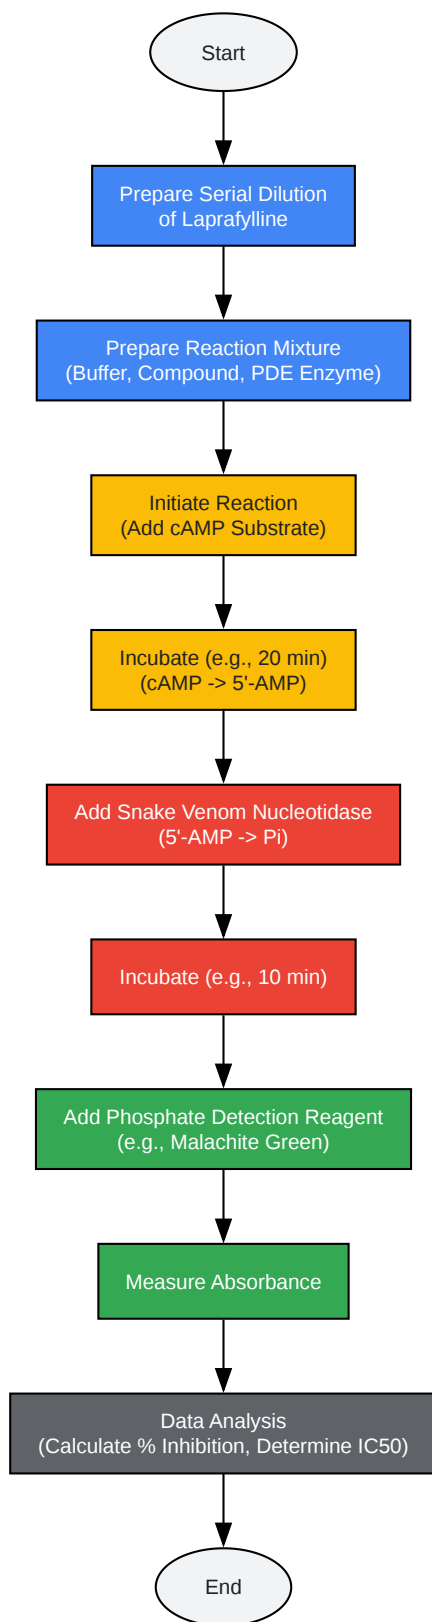 Start
Prepare Serial Dilution
of Laprafylline
Prepare Reaction Mixture
(Buffer, Compound, PDE Enzyme)
Initiate Reaction
(Add cAMP Substrate)
Incubate (e.g., 20 min)
(cAMP -> 5'-AMP)
Add Snake Venom Nucleotidase
(5'-AMP -> Pi)
Incubate (e.g., 10 min)
Add Phosphate Detection Reagent
(e.g., Malachite Green)
Measure Absorbance
Data Analysis
(Calculate % Inhibition, Determine IC50)
End